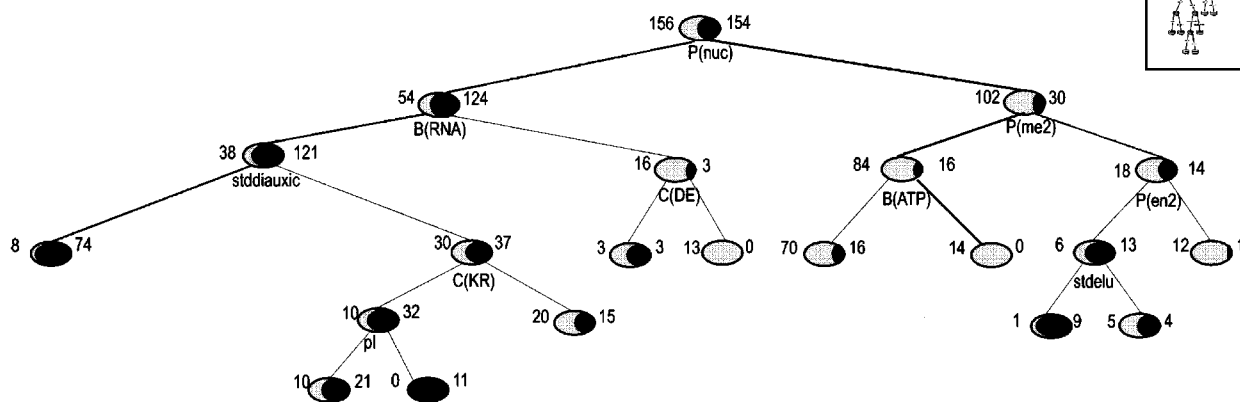 156 154
P(nuc)
54 124
B(RNA)
102 30
P(me2)
38 121
stddiauxic
16 3
C(DE)
84 16
B(ATP)
18 14
P(en2)
8 74
30 37
C(KR)
3 3
13 0
70 16
14 0
6 13
stdelu
12 1
10 32
pI
20 15
1 9
5 4
10 21
0 11